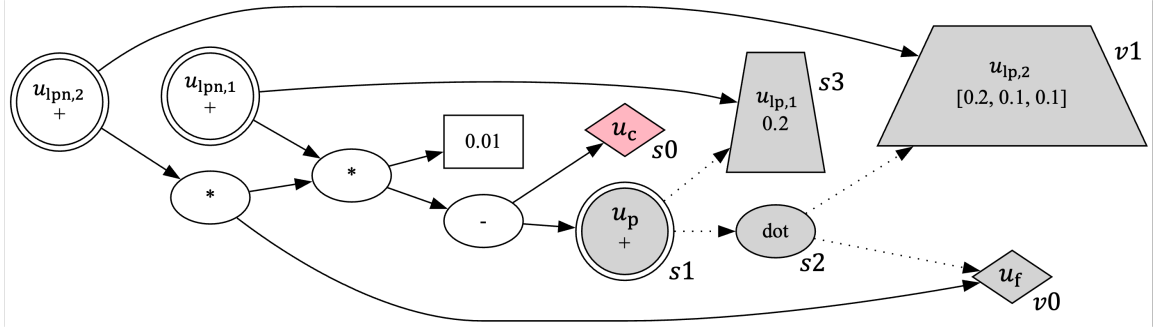 u_lpn,2
+
u_lpn,1
+
*
*
0.01
-
u_c
s0
u_p
+
s1
u_lp,1
0.2
s3
dot
s2
u_lp,2
[0.2, 0.1, 0.1]
v1
u_f
v0